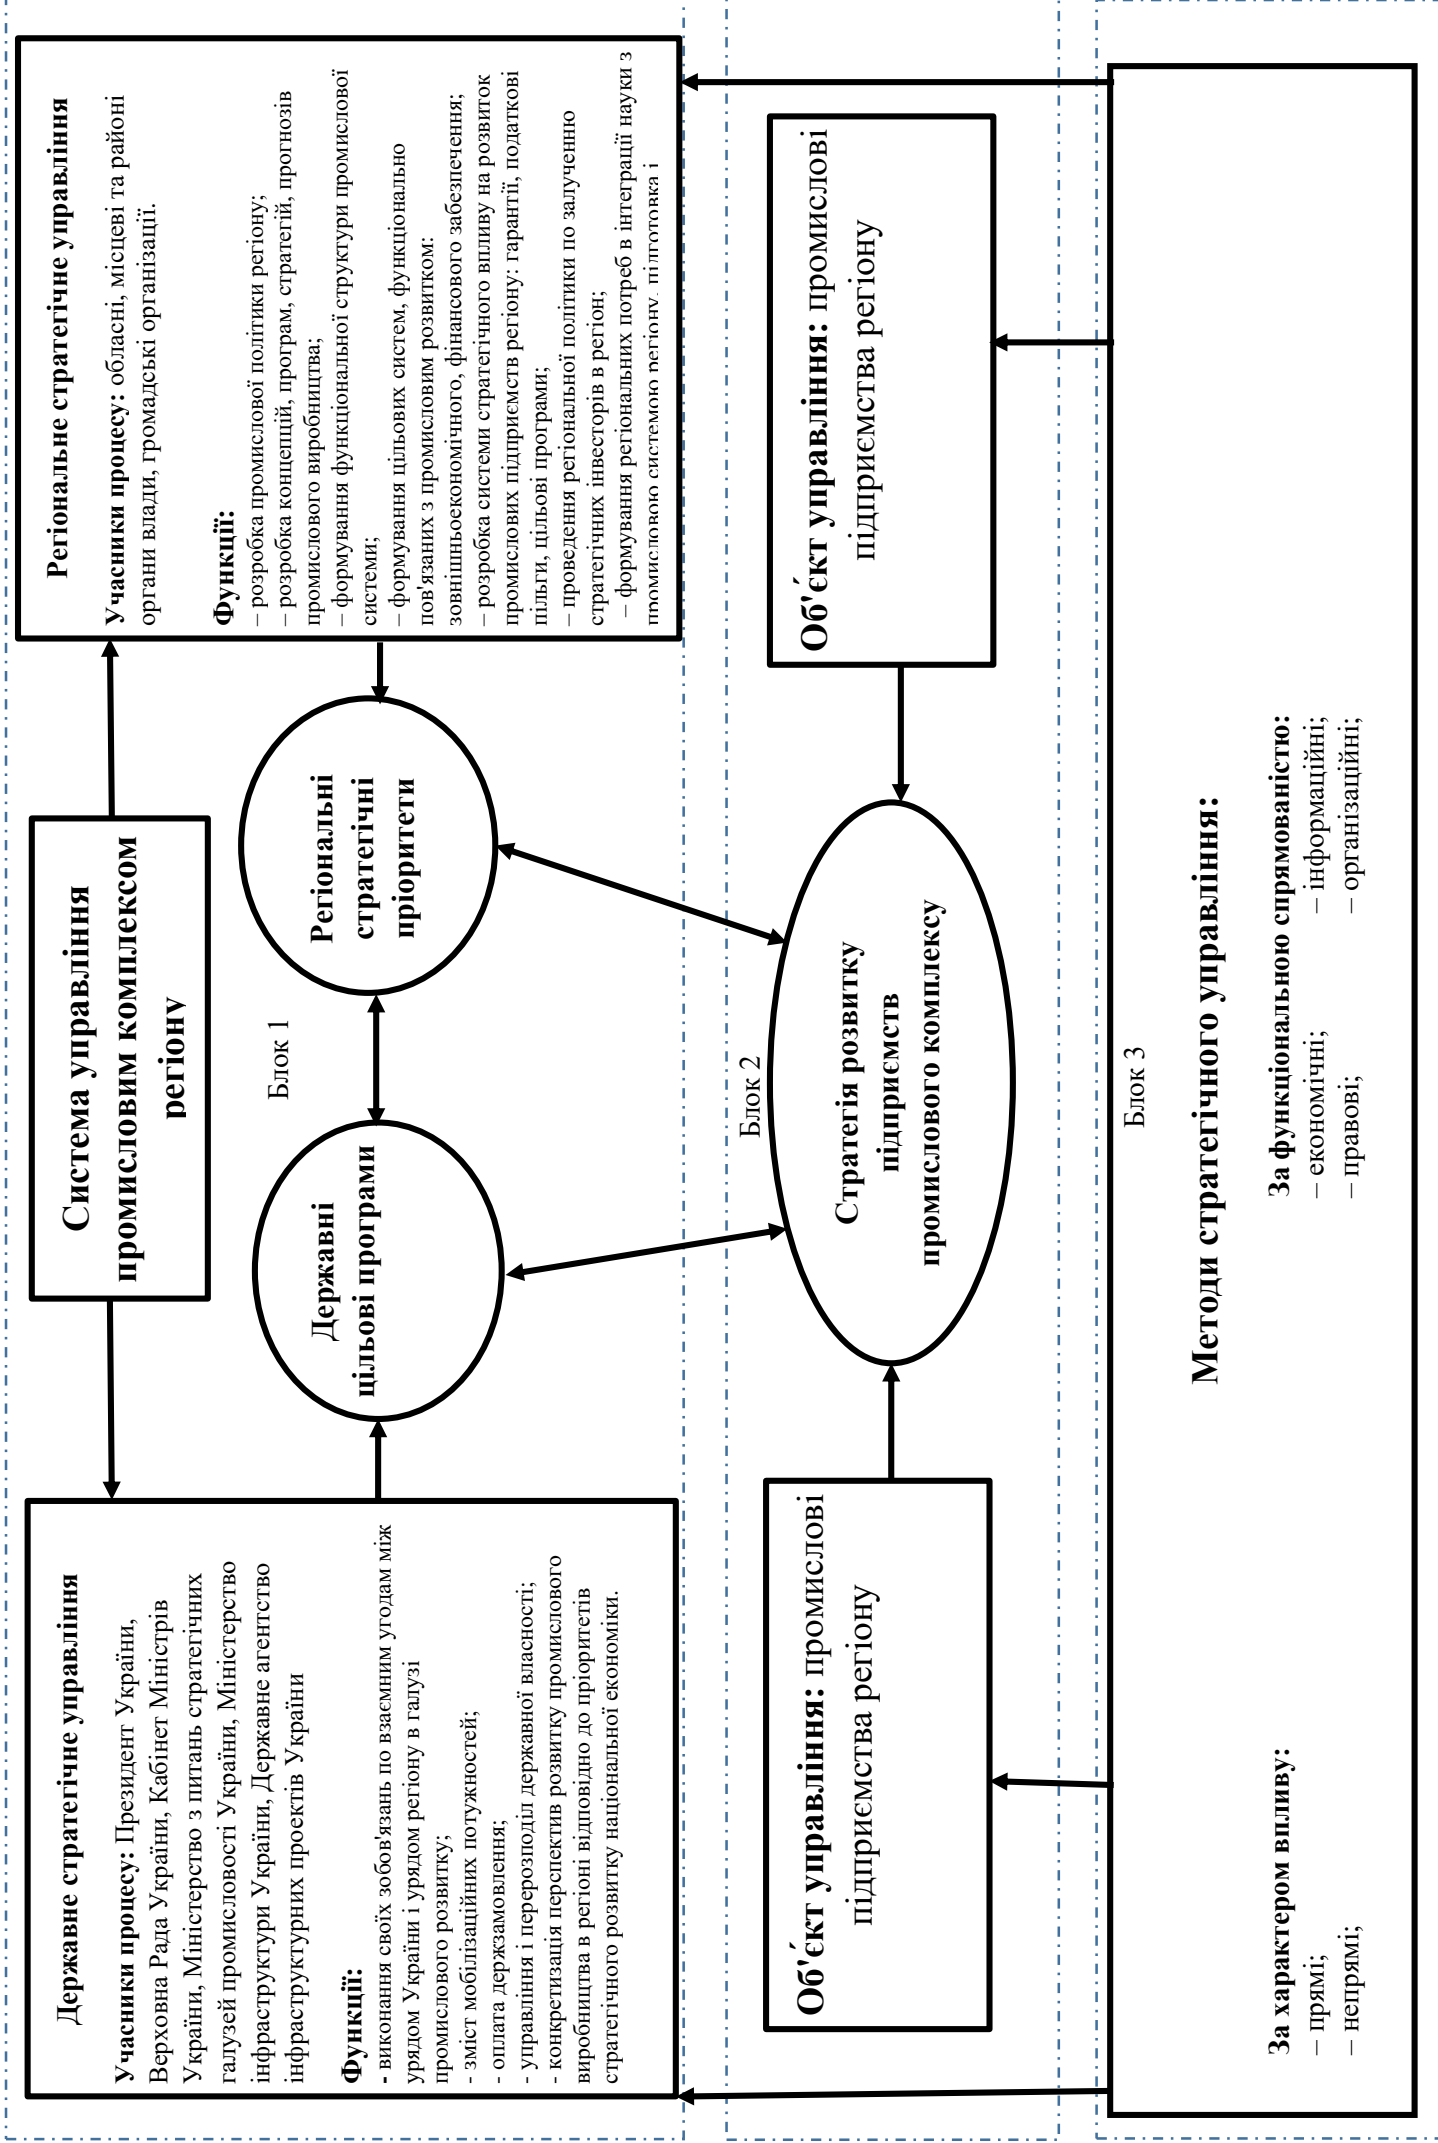 Система управління
промисловим комплексом
регіону
Державне стратегічне управління
Учасники процесу: Президент України,
Верховна Рада України, Кабінет Міністрів
України, Міністерство з питань стратегічних
галузей промисловості України, Міністерство
інфраструктури України, Державне агентство
інфраструктурних проектів України
Функції:
- виконання своїх зобов'язань по взаємним угодам між
урядом України і урядом регіону в галузі
промислового розвитку;
- зміст мобілізаційних потужностей;
- оплата держзамовлення;
- управління і перерозподіл державної власності;
- конкретизація перспектив розвитку промислового
виробництва в регіоні відповідно до пріоритетів
стратегічного розвитку національної економіки.
Блок 1
Державні
цільові програми
Регіональні
стратегічні
пріоритети
Регіональне стратегічне управління
Учасники процесу: обласні, місцеві та районі
органи влади, громадські організації.
Функції:
– розробка промислової політики регіону;
– розробка концепцій, програм, стратегій, прогнозів
промислового виробництва;
– формування функціональної структури промислової
системи;
– формування цільових систем, функціонально
пов'язаних з промисловим розвитком:
зовнішньоекономічного, фінансового забезпечення;
– розробка системи стратегічного впливу на розвиток
промислових підприємств регіону: гарантії, податкові
пільги, цільові програми;
– проведення регіональної політики по залученню
стратегічних інвесторів в регіон;
– формування регіональних потреб в інтеграції науки з
промисловою системою регіону, підготовка і
Блок 2
Об'єкт управління: промислові
підприємства регіону
Стратегія розвитку
підприємств
промислового комплексу
Об'єкт управління: промислові
підприємства регіону
Блок 3
Методи стратегічного управління:
За характером впливу:
– прямі;
– непрямі;
За функціональною спрямованістю:
– економічні; – інформаційні;
– правові; – організаційні;